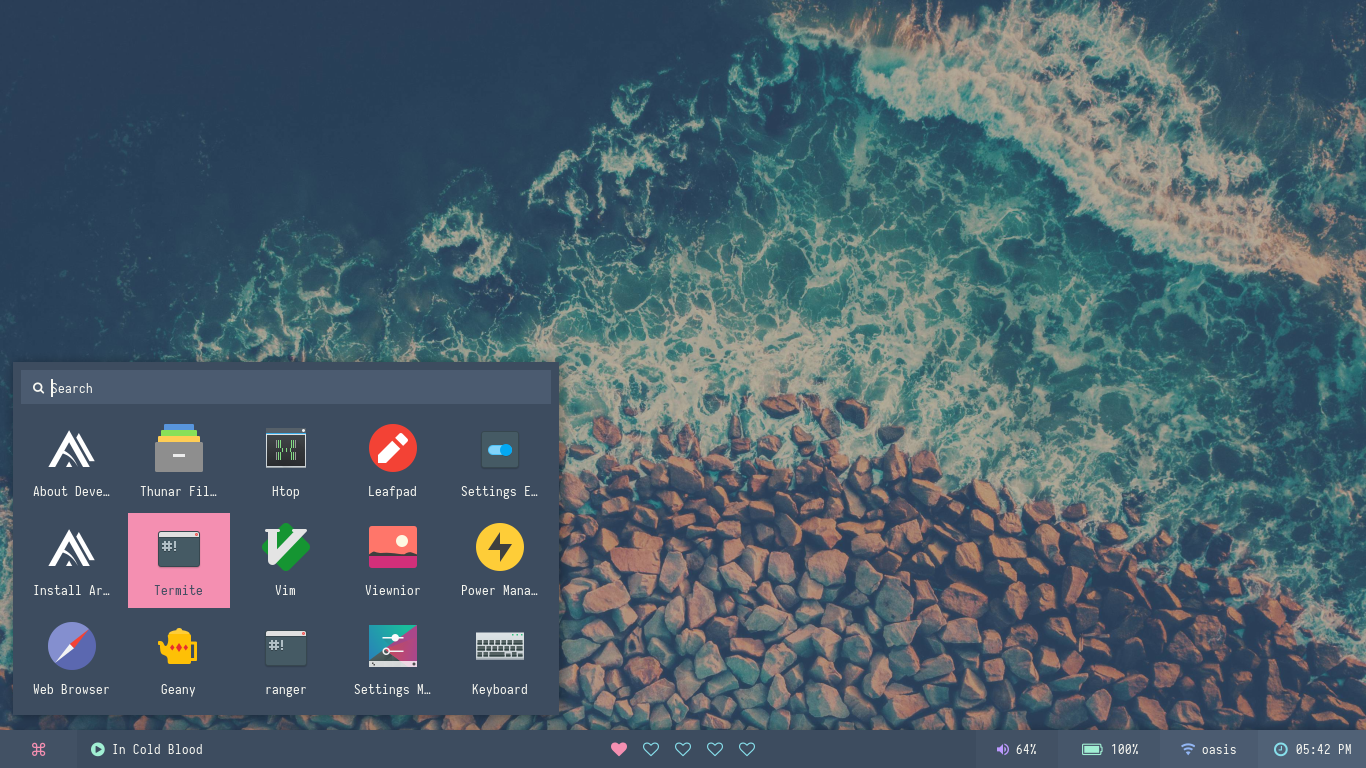 Search
About Deve…
Thunar Fil…
Htop
Leafpad
Settings E…
Install Ar…
#!
Termite
Vim
Viewnior
Power Mana…
Web Browser
Geany
#!
ranger
Settings M…
Keyboard
In Cold Blood
64%
100%
oasis
05:42 PM